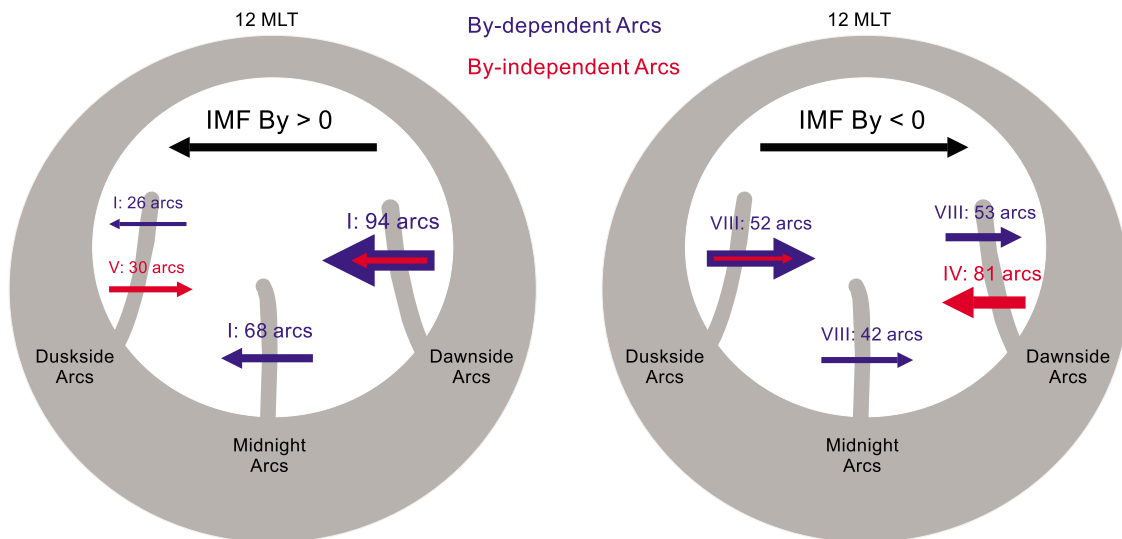 12 MLT
By-dependent Arcs
By-independent Arcs
IMF By > 0
I: 26 arcs
I: 94 arcs
V: 30 arcs
I: 68 arcs
Duskside
Arcs
Dawnside
Arcs
Midnight
Arcs
12 MLT
IMF By < 0
VIII: 52 arcs
VIII: 53 arcs
IV: 81 arcs
VIII: 42 arcs
Duskside
Arcs
Dawnside
Arcs
Midnight
Arcs